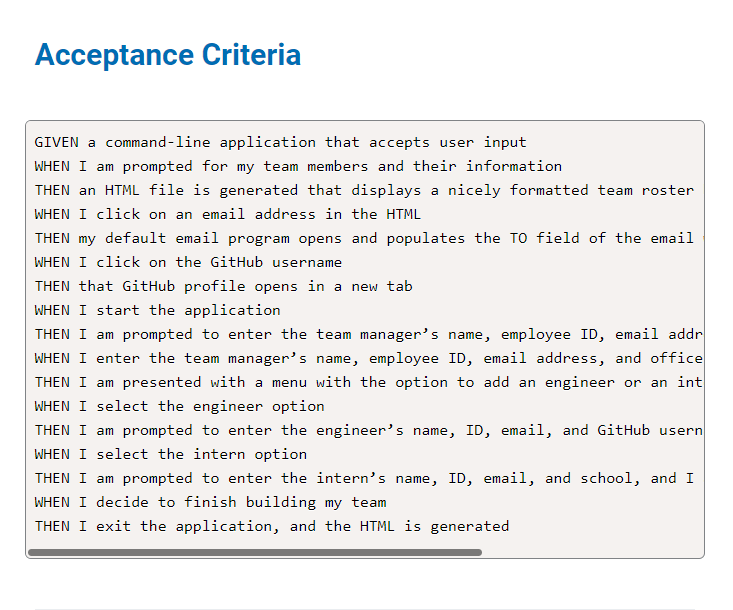 Acceptance Criteria
GIVEN a command-line application that accepts user input
WHEN I am prompted for my team members and their information
THEN an HTML file is generated that displays a nicely formatted team roster
WHEN I click on an email address in the HTML
THEN my default email program opens and populates the TO field of the email
WHEN I click on the GitHub username
THEN that GitHub profile opens in a new tab
WHEN I start the application
THEN I am prompted to enter the team manager’s name, employee ID, email addr
WHEN I enter the team manager’s name, employee ID, email address, and office
THEN I am presented with a menu with the option to add an engineer or an int
WHEN I select the engineer option
THEN I am prompted to enter the engineer’s name, ID, email, and GitHub usern
WHEN I select the intern option
THEN I am prompted to enter the intern’s name, ID, email, and school, and I
WHEN I decide to finish building my team
THEN I exit the application, and the HTML is generated